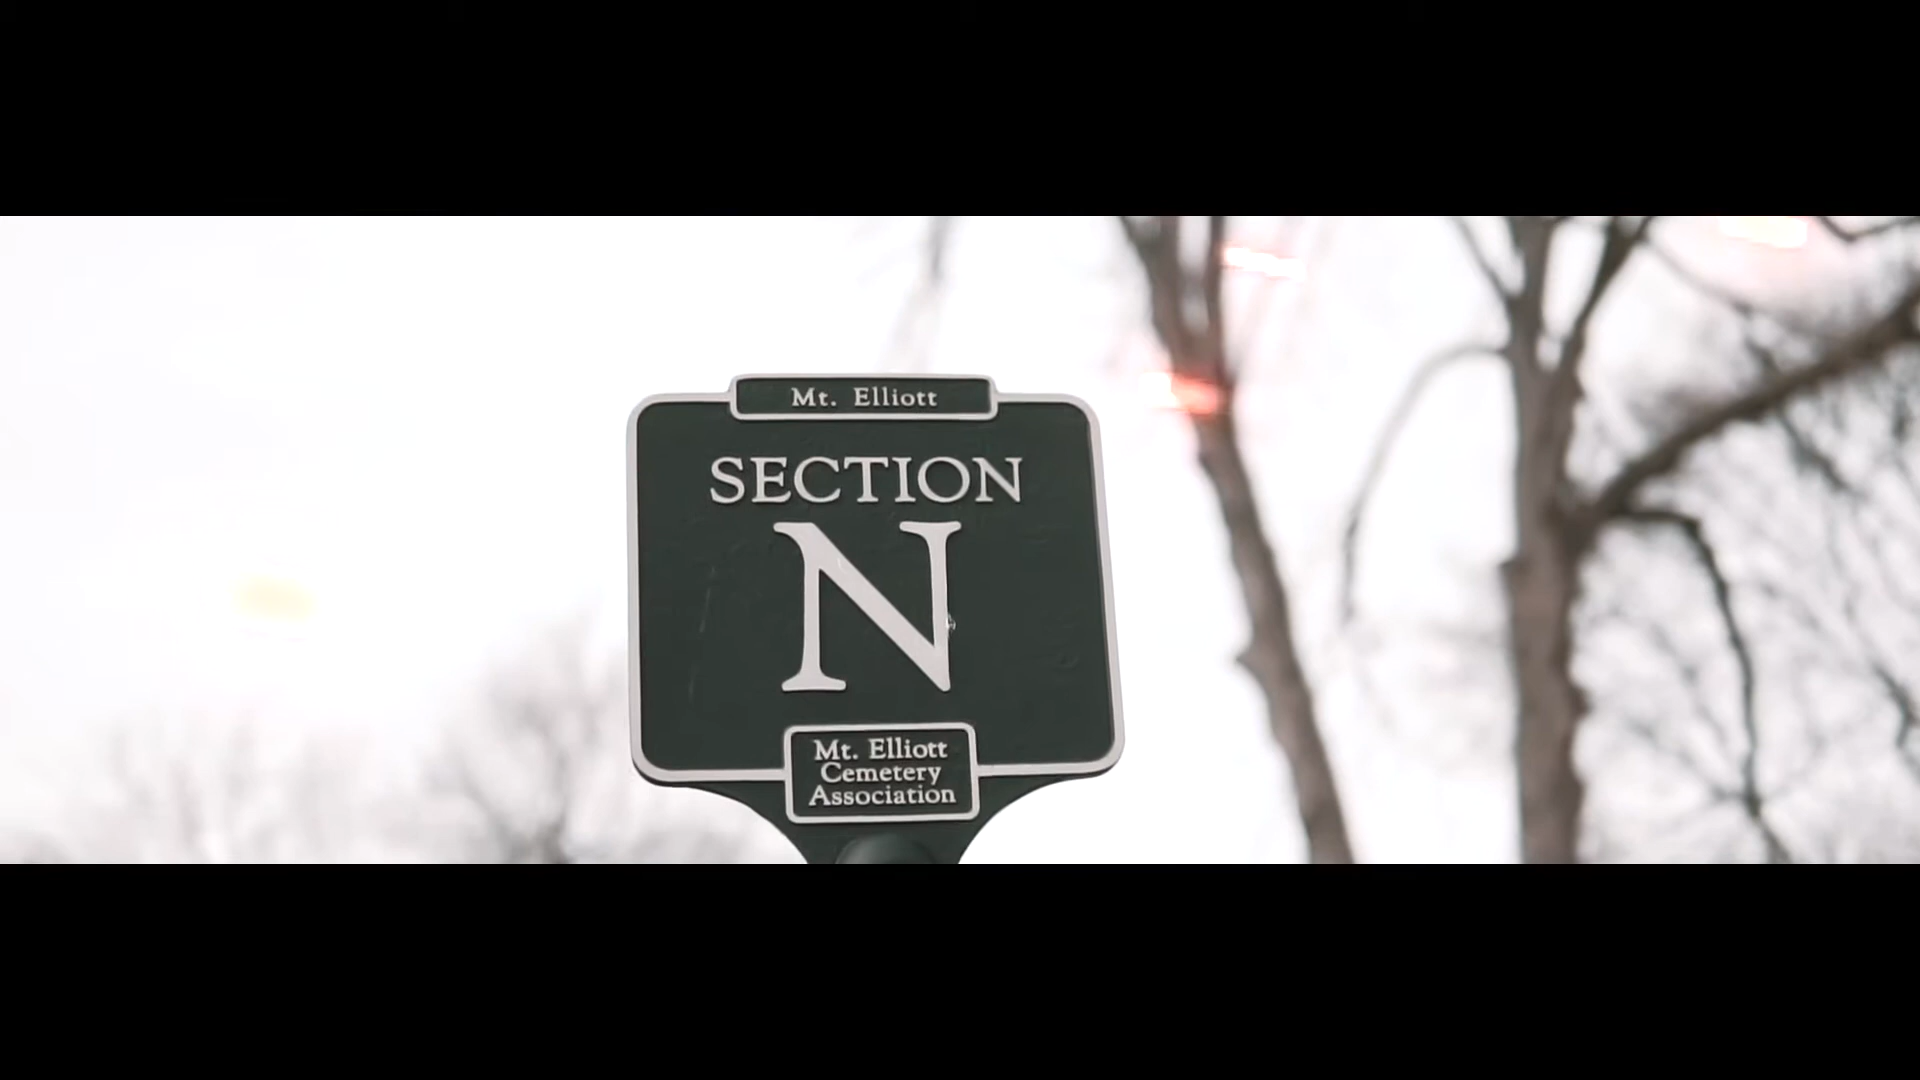 Mt. Elliott
SECTION
N
Mt. Elliott
Cemetery
Association